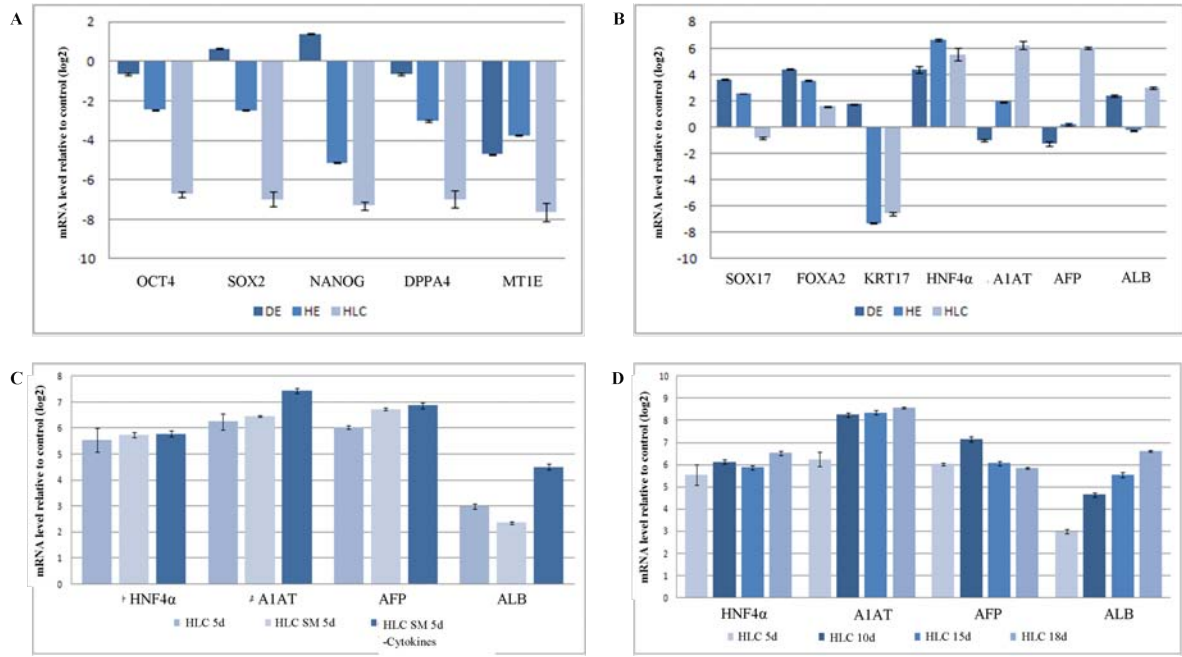 A
mRNA level relative to control (log2)
2
0
-2
-4
-6
-8
-10
OCT4 SOX2 NANOG DPPA4 MT1E
DE HE HLC
B
mRNA level relative to control (log2)
8
6
4
2
0
-2
-4
-6
-8
-10
SOX17 FOXA2 KRT17 HNF4α A1AT AFP ALB
DE HE HLC
C
mRNA level relative to control (log2)
8
7
6
5
4
3
2
1
0
HNF4α A1AT AFP ALB
HLC 5d HLC SM 5d HLC SM 5d
-Cytokines
D
mRNA level relative to control (log2)
10
9
8
7
6
5
4
3
2
1
0
HNF4α A1AT AFP ALB
HLC 5d HLC 10d HLC 15d HLC 18d